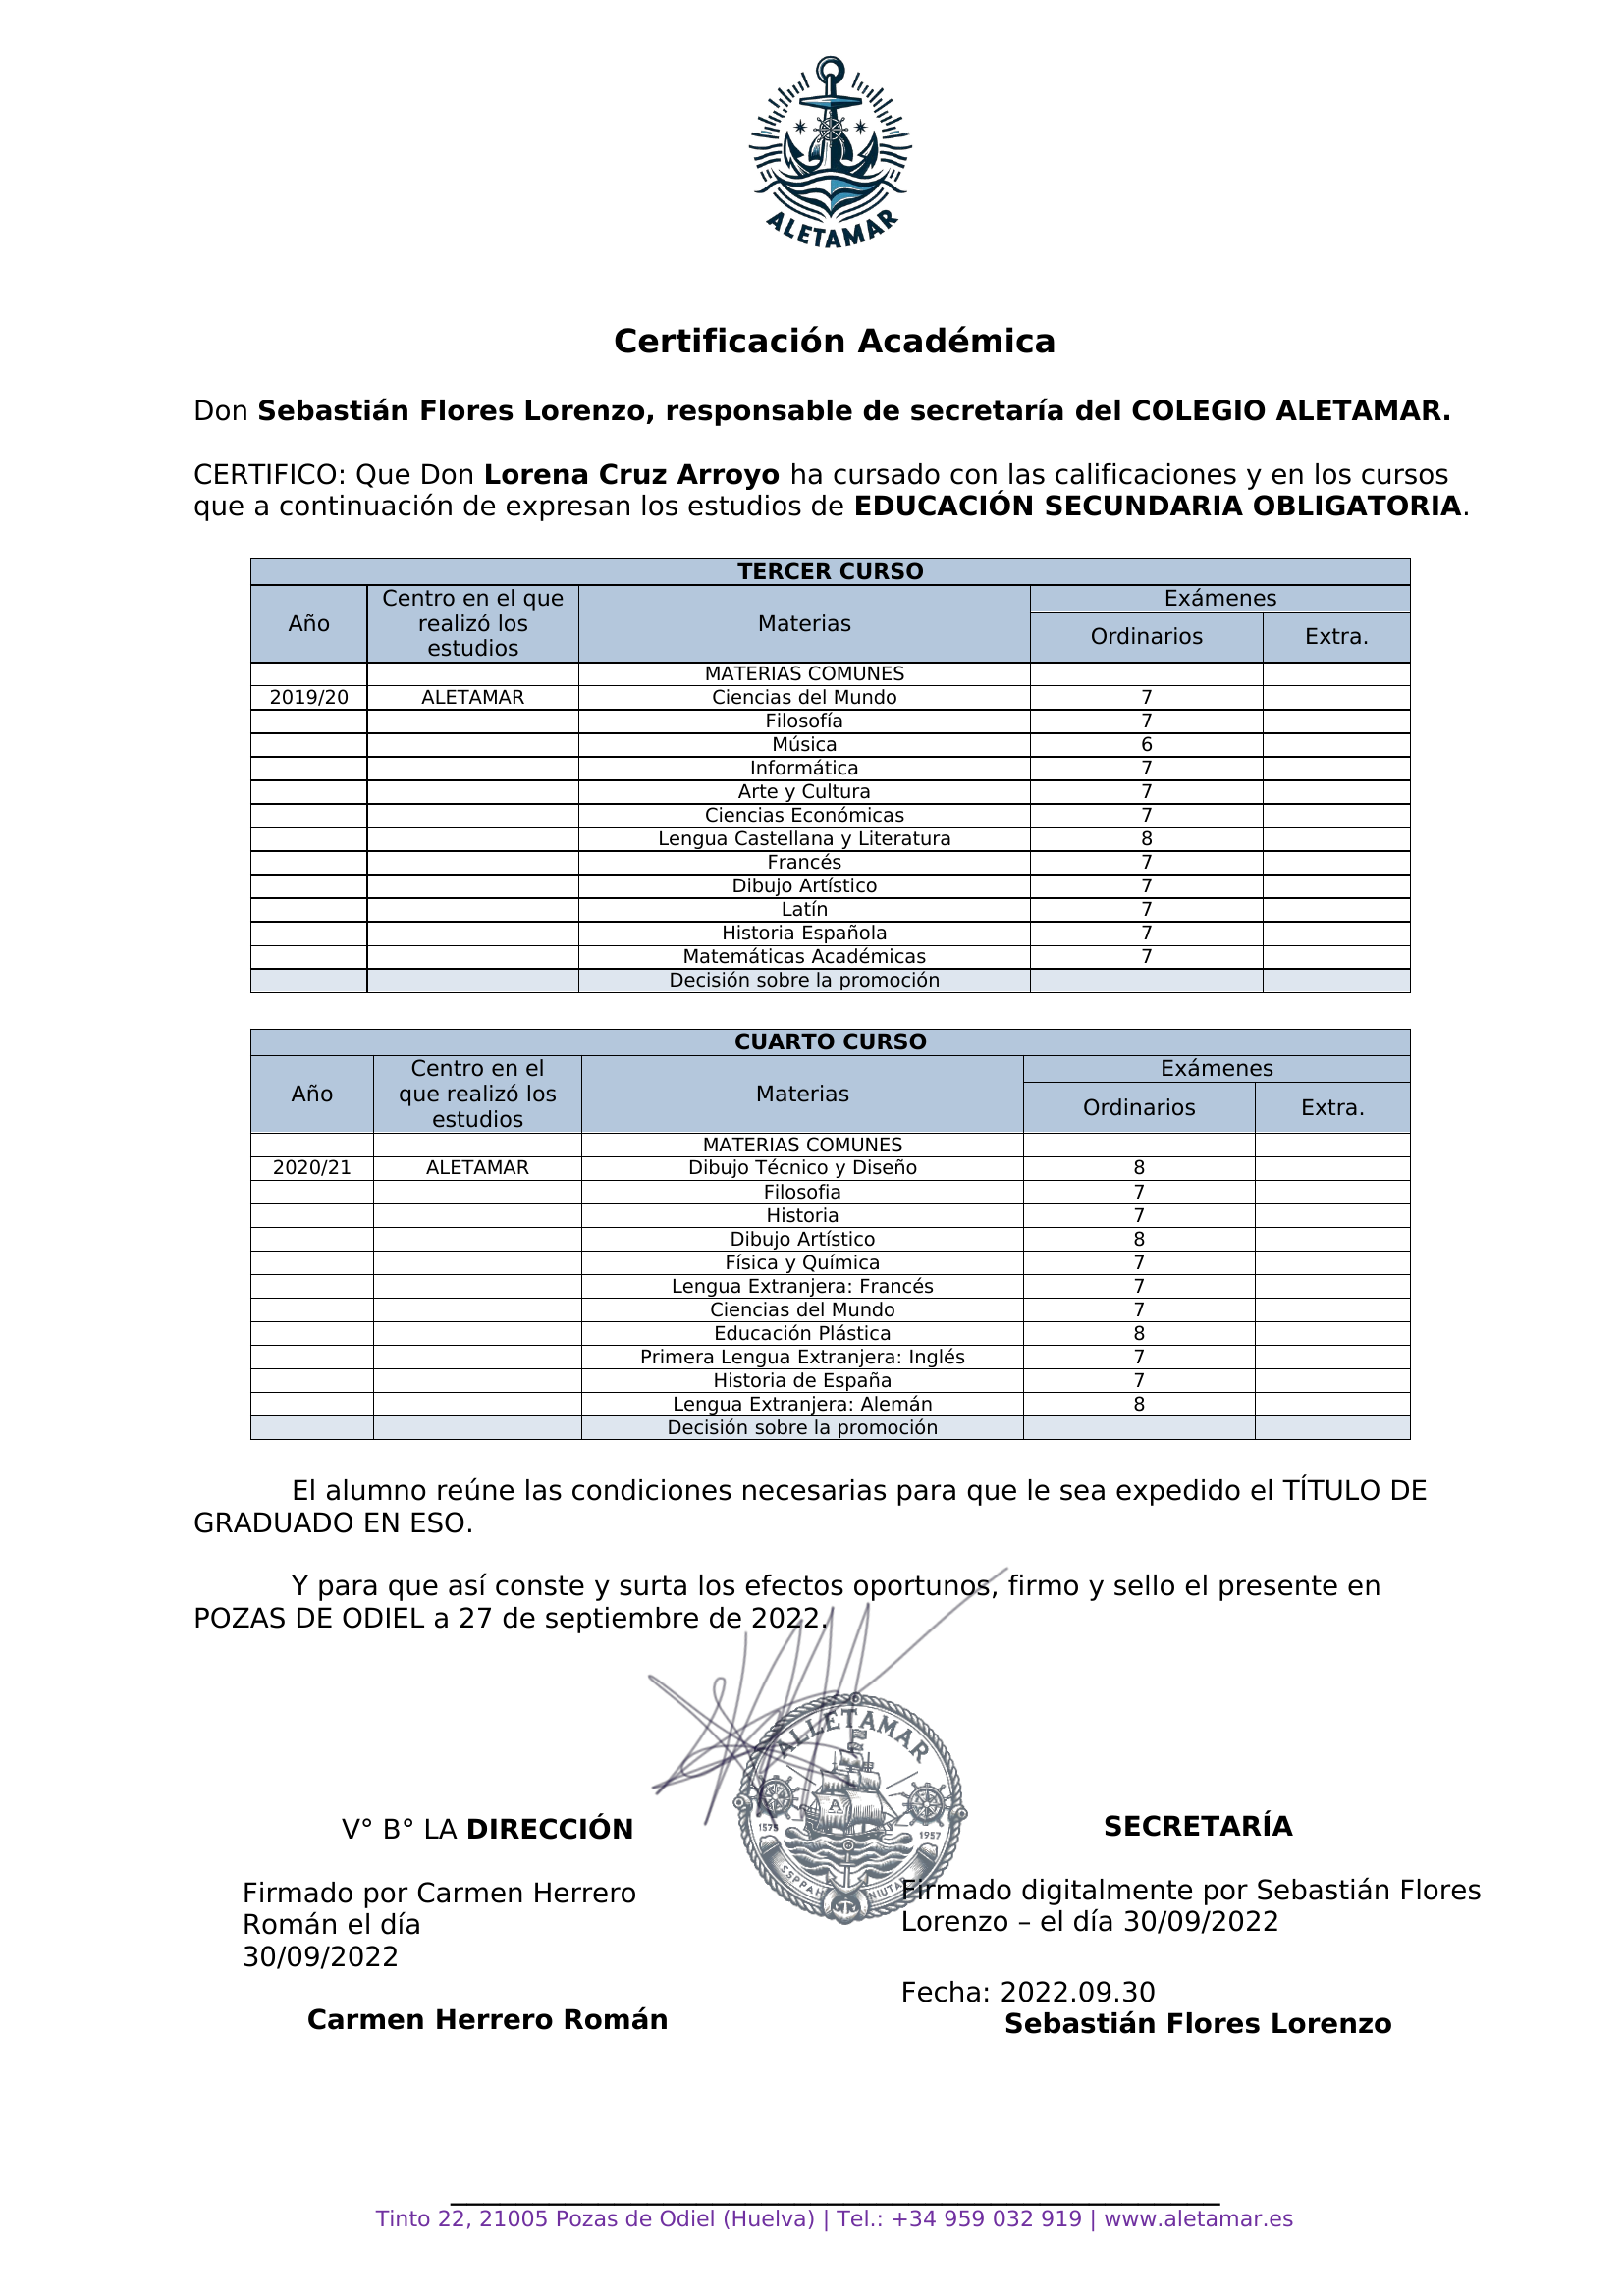 ALETAMAR
Certificación Académica
Don Sebastián Flores Lorenzo, responsable de secretaría del COLEGIO ALETAMAR.
CERTIFICO: Que Don Lorena Cruz Arroyo ha cursado con las calificaciones y en los cursos
que a continuación de expresan los estudios de EDUCACIÓN SECUNDARIA OBLIGATORIA.
TERCER CURSO
Año Centro en el que realizó los estudios Materias Exámenes
Ordinarios Extra.
MATERIAS COMUNES
2019/20 ALETAMAR Ciencias del Mundo 7
Filosofía 7
Música 6
Informática 7
Arte y Cultura 7
Ciencias Económicas 7
Lengua Castellana y Literatura 8
Francés 7
Dibujo Artístico 7
Latín 7
Historia Española 7
Matemáticas Académicas 7
Decisión sobre la promoción
CUARTO CURSO
Año Centro en el que realizó los estudios Materias Exámenes
Ordinarios Extra.
MATERIAS COMUNES
2020/21 ALETAMAR Dibujo Técnico y Diseño 8
Filosofia 7
Historia 7
Dibujo Artístico 8
Física y Química 7
Lengua Extranjera: Francés 7
Ciencias del Mundo 7
Educación Plástica 8
Primera Lengua Extranjera: Inglés 7
Historia de España 7
Lengua Extranjera: Alemán 8
Decisión sobre la promoción
El alumno reúne las condiciones necesarias para que le sea expedido el TÍTULO DE
GRADUADO EN ESO.
Y para que así conste y surta los efectos oportunos, firmo y sello el presente en
POZAS DE ODIEL a 27 de septiembre de 2022.
ALLETAMAR
A
1575 1957
V° B° LA DIRECCIÓN
Firmado por Carmen Herrero
Román el día
30/09/2022
Carmen Herrero Román
SECRETARÍA
Firmado digitalmente por Sebastián Flores
Lorenzo – el día 30/09/2022
Fecha: 2022.09.30
Sebastián Flores Lorenzo
Tinto 22, 21005 Pozas de Odiel (Huelva) | Tel.: +34 959 032 919 | www.aletamar.es